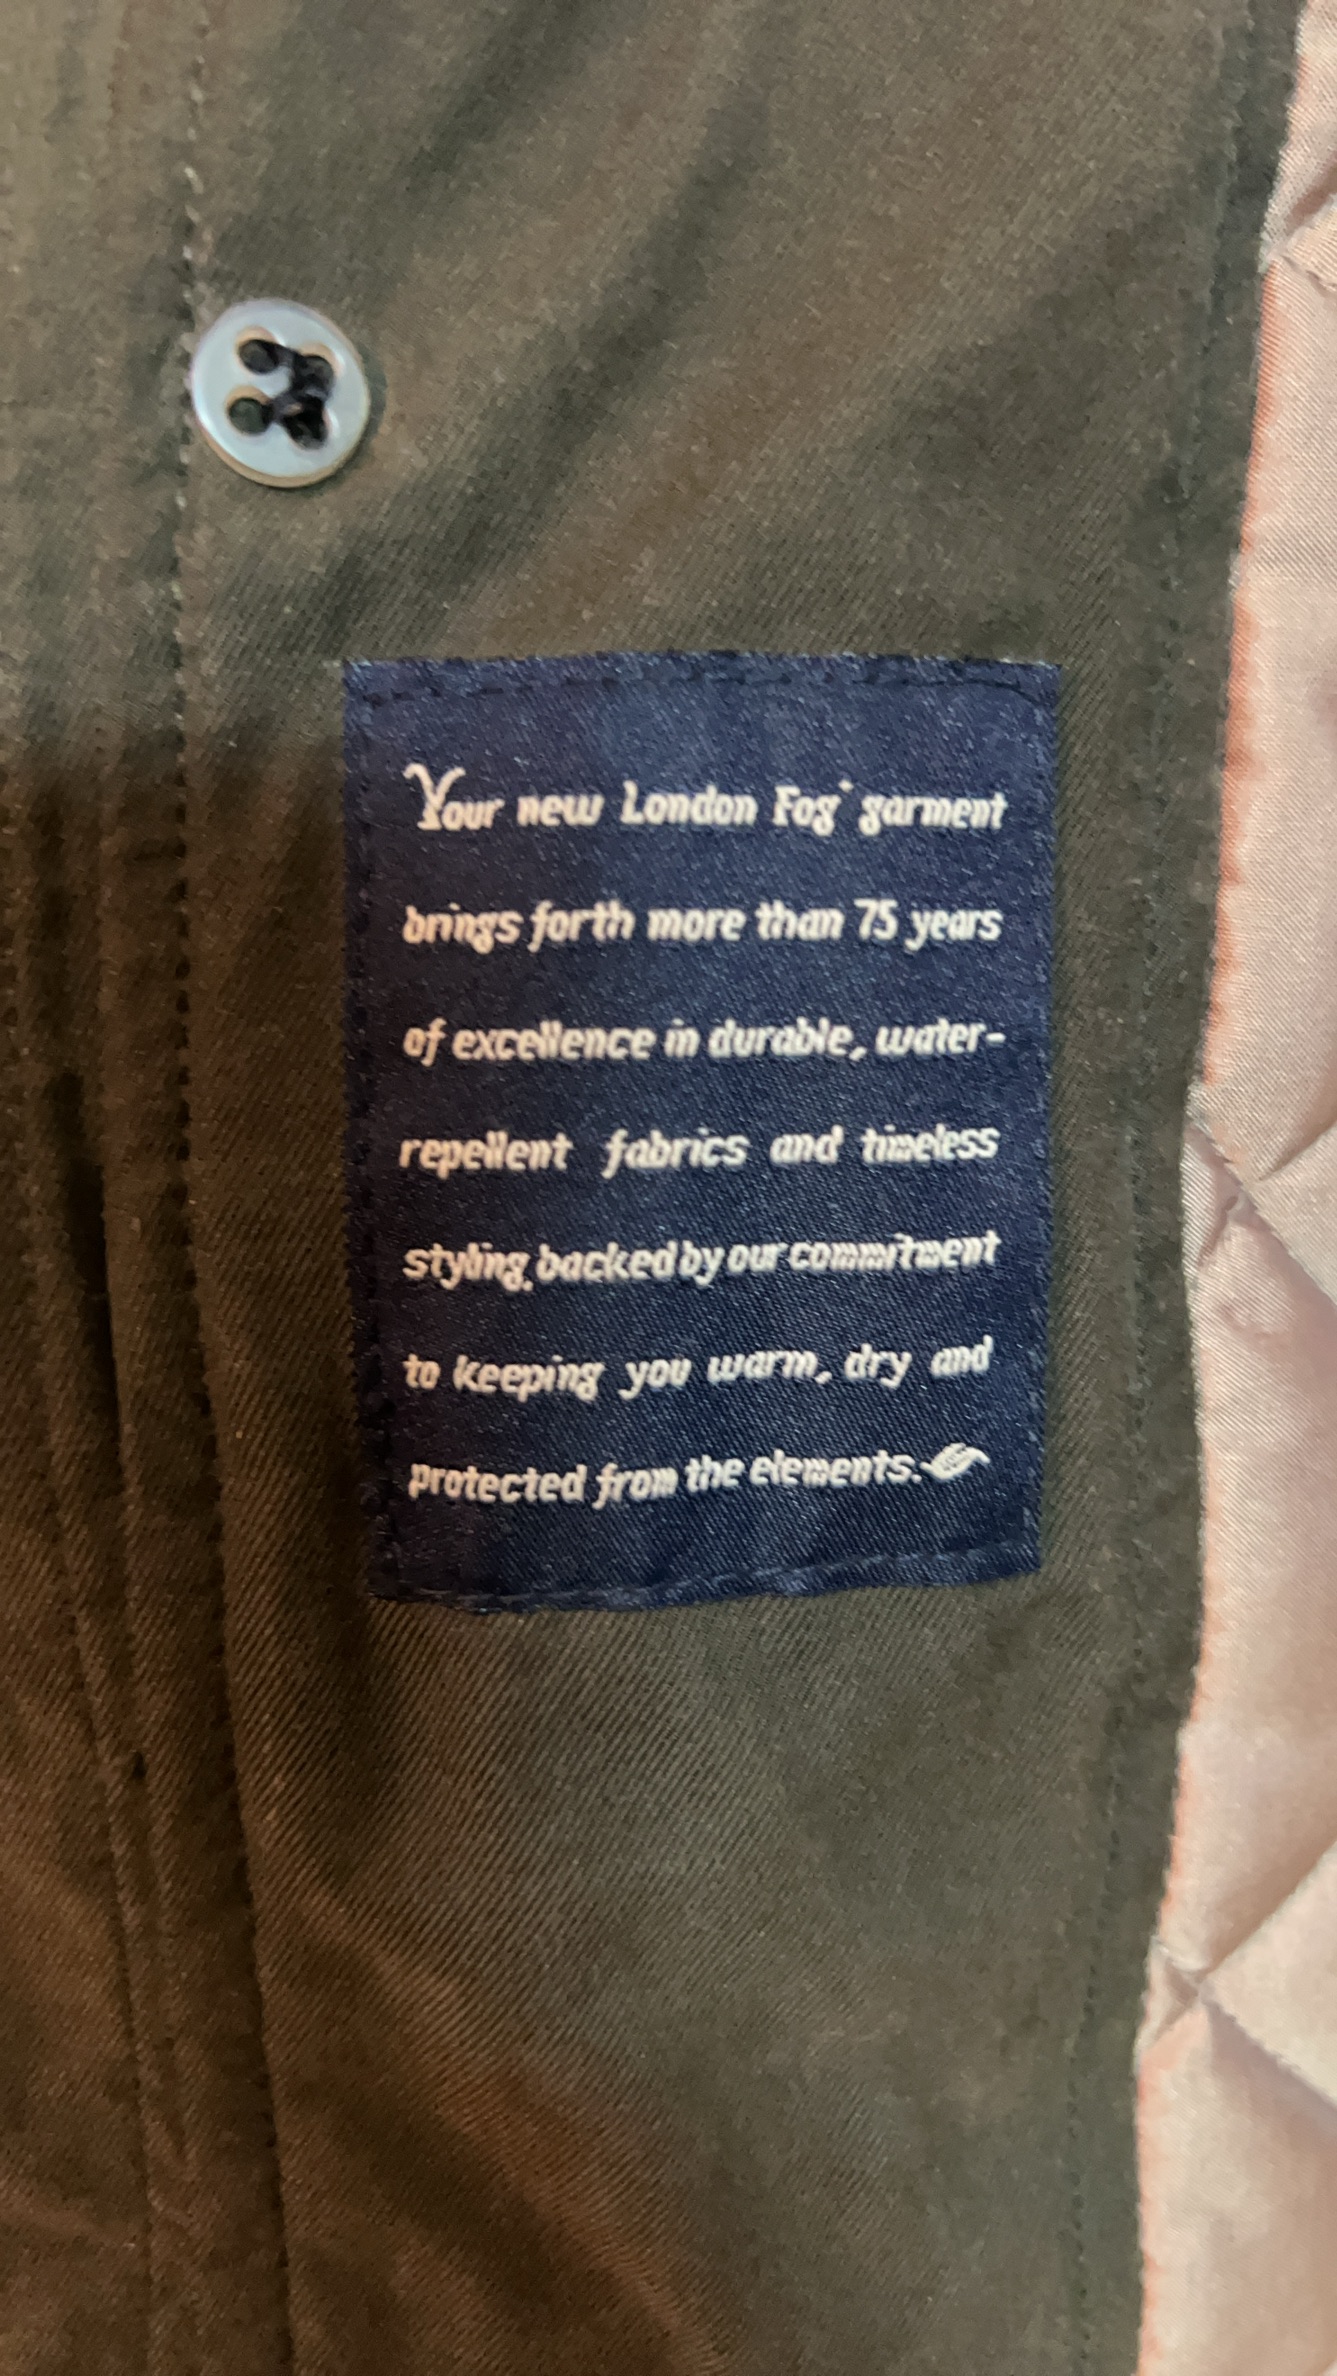 Your new London Fog® garment
brings forth more than 75 years
of excellence in durable, water-
repellent fabrics and timeless
styling, backed by our commitment
to keeping you warm, dry and
protected from the elements.